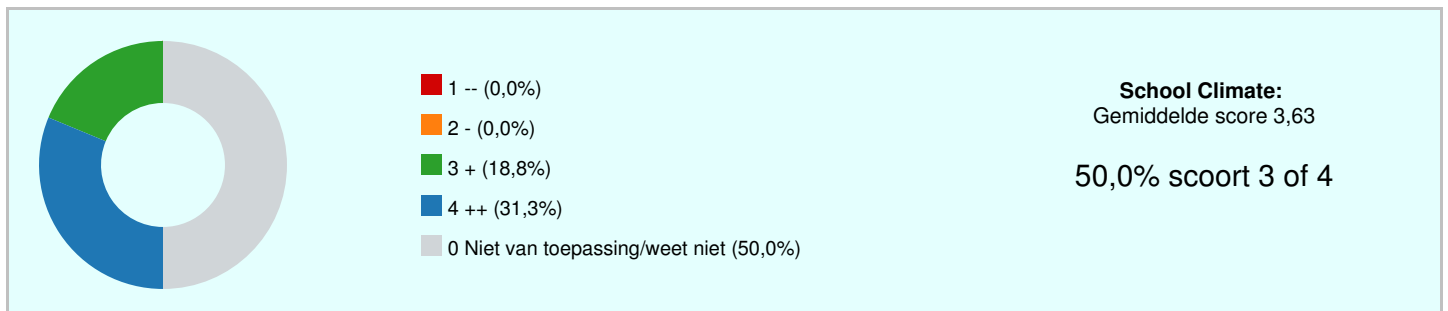 1 -- (0,0%)
2 - (0,0%)
3 + (18,8%)
4 ++ (31,3%)
0 Niet van toepassing/weet niet (50,0%)
School Climate:
Gemiddelde score 3,63
50,0% scoort 3 of 4